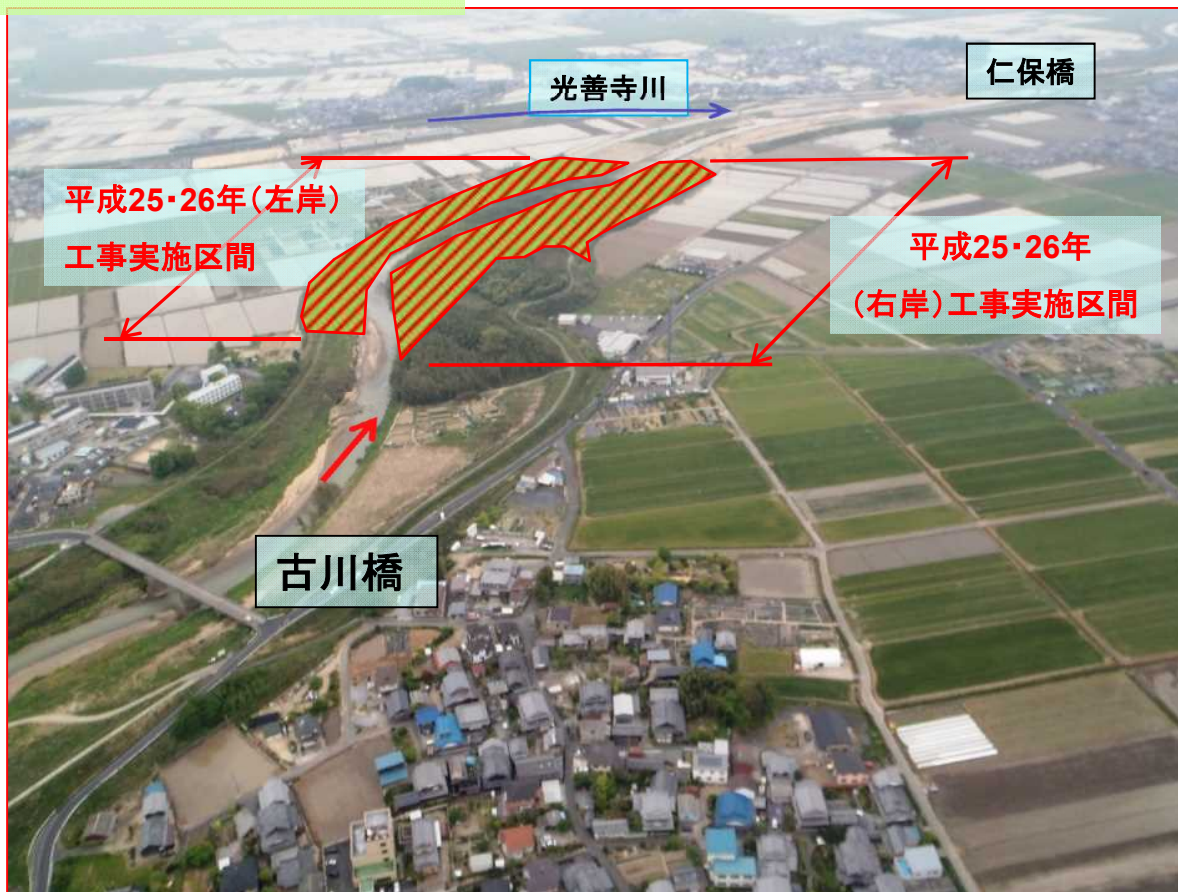 光善寺川
仁保橋
平成25・26年（左岸）
工事実施区間
平成25・26年
（右岸）工事実施区間
古川橋